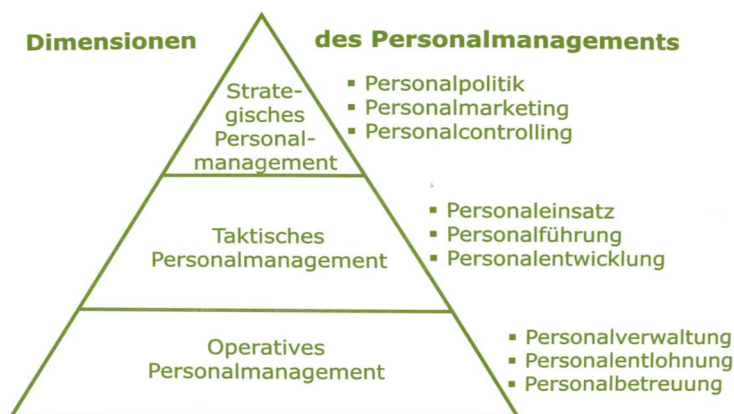 Dimensionen des Personalmanagements
Strate-
gisches
Personal-
management
▪ Personalpolitik
▪ Personalmarketing
▪ Personalcontrolling
Taktisches
Personalmanagement
▪ Personaleinsatz
▪ Personalführung
▪ Personalentwicklung
Operatives
Personalmanagement
▪ Personalverwaltung
▪ Personalentlohnung
▪ Personalbetreuung